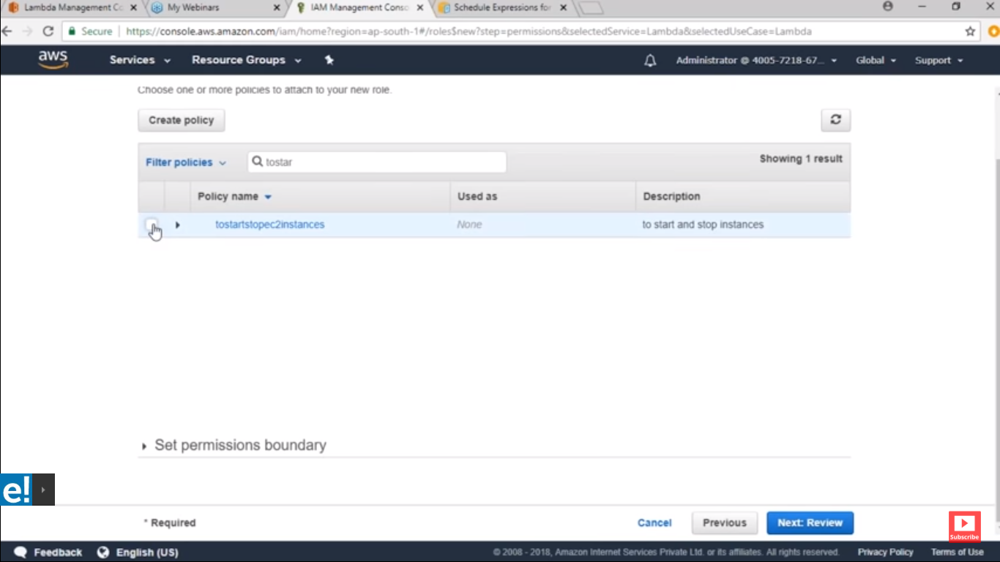 Lambda Management Co
My Webinars
IAM Management Conso
Schedule Expressions for
Secure
https://console.aws.amazon.com/iam/home?region=ap-south-1#/roles$new?step=permissions&selectedService=Lambda&selectedUseCase=Lambda
aws
Services
Resource Groups
Administrator @ 4005-7218-67...
Global
Support
Choose one or more policies to attach to your new role.
Create policy
Filter policies
tostar
Showing 1 result
Policy name
Used as
Description
tostartstopec2instances
None
to start and stop instances
Set permissions boundary
e!
* Required
Cancel
Previous
Next: Review
Subscribe
Feedback
English (US)
© 2008 - 2018, Amazon Internet Services Private Ltd. or its affiliates. All rights reserved.
Privacy Policy
Terms of Use